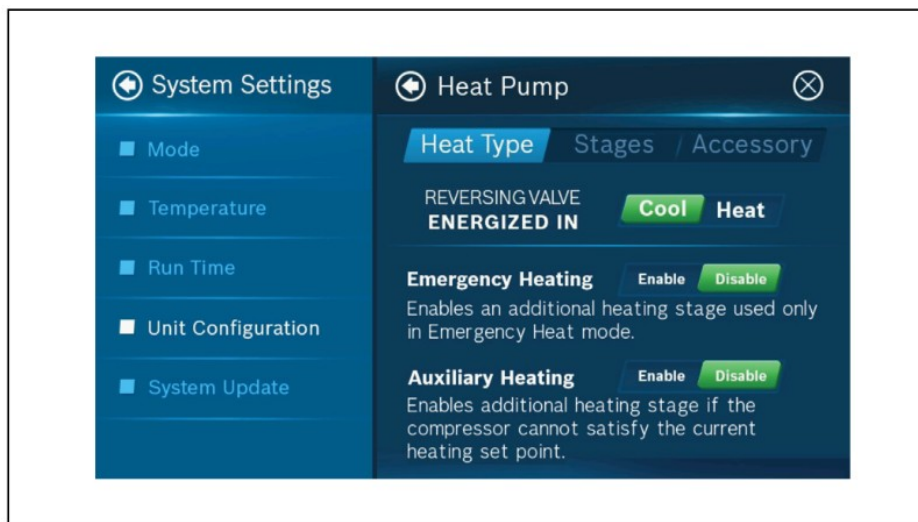 System Settings
Mode
Temperature
Run Time
Unit Configuration
System Update
Heat Pump
Heat Type Stages Accessory
REVERSING VALVE
ENERGIZED IN
Cool Heat
Emergency Heating Enable Disable
Enables an additional heating stage used only
in Emergency Heat mode.
Auxiliary Heating Enable Disable
Enables additional heating stage if the
compressor cannot satisfy the current
heating set point.